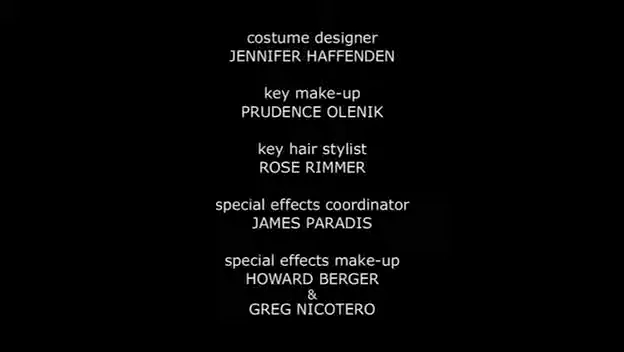 costume designer
JENNIFER HAFFENDEN
key make-up
PRUDENCE OLENIK
key hair stylist
ROSE RIMMER
special effects coordinator
JAMES PARADIS
special effects make-up
HOWARD BERGER
&
GREG NICOTERO